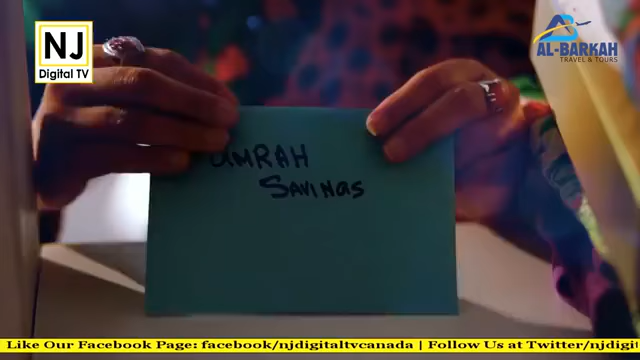 NJ
Digital TV
AL-BARKAH
TRAVEL & TOURS
UMRAH
SAVINGS
Like Our Facebook Page: facebook/njdigitaltvcanada | Follow Us at Twitter/njdigit